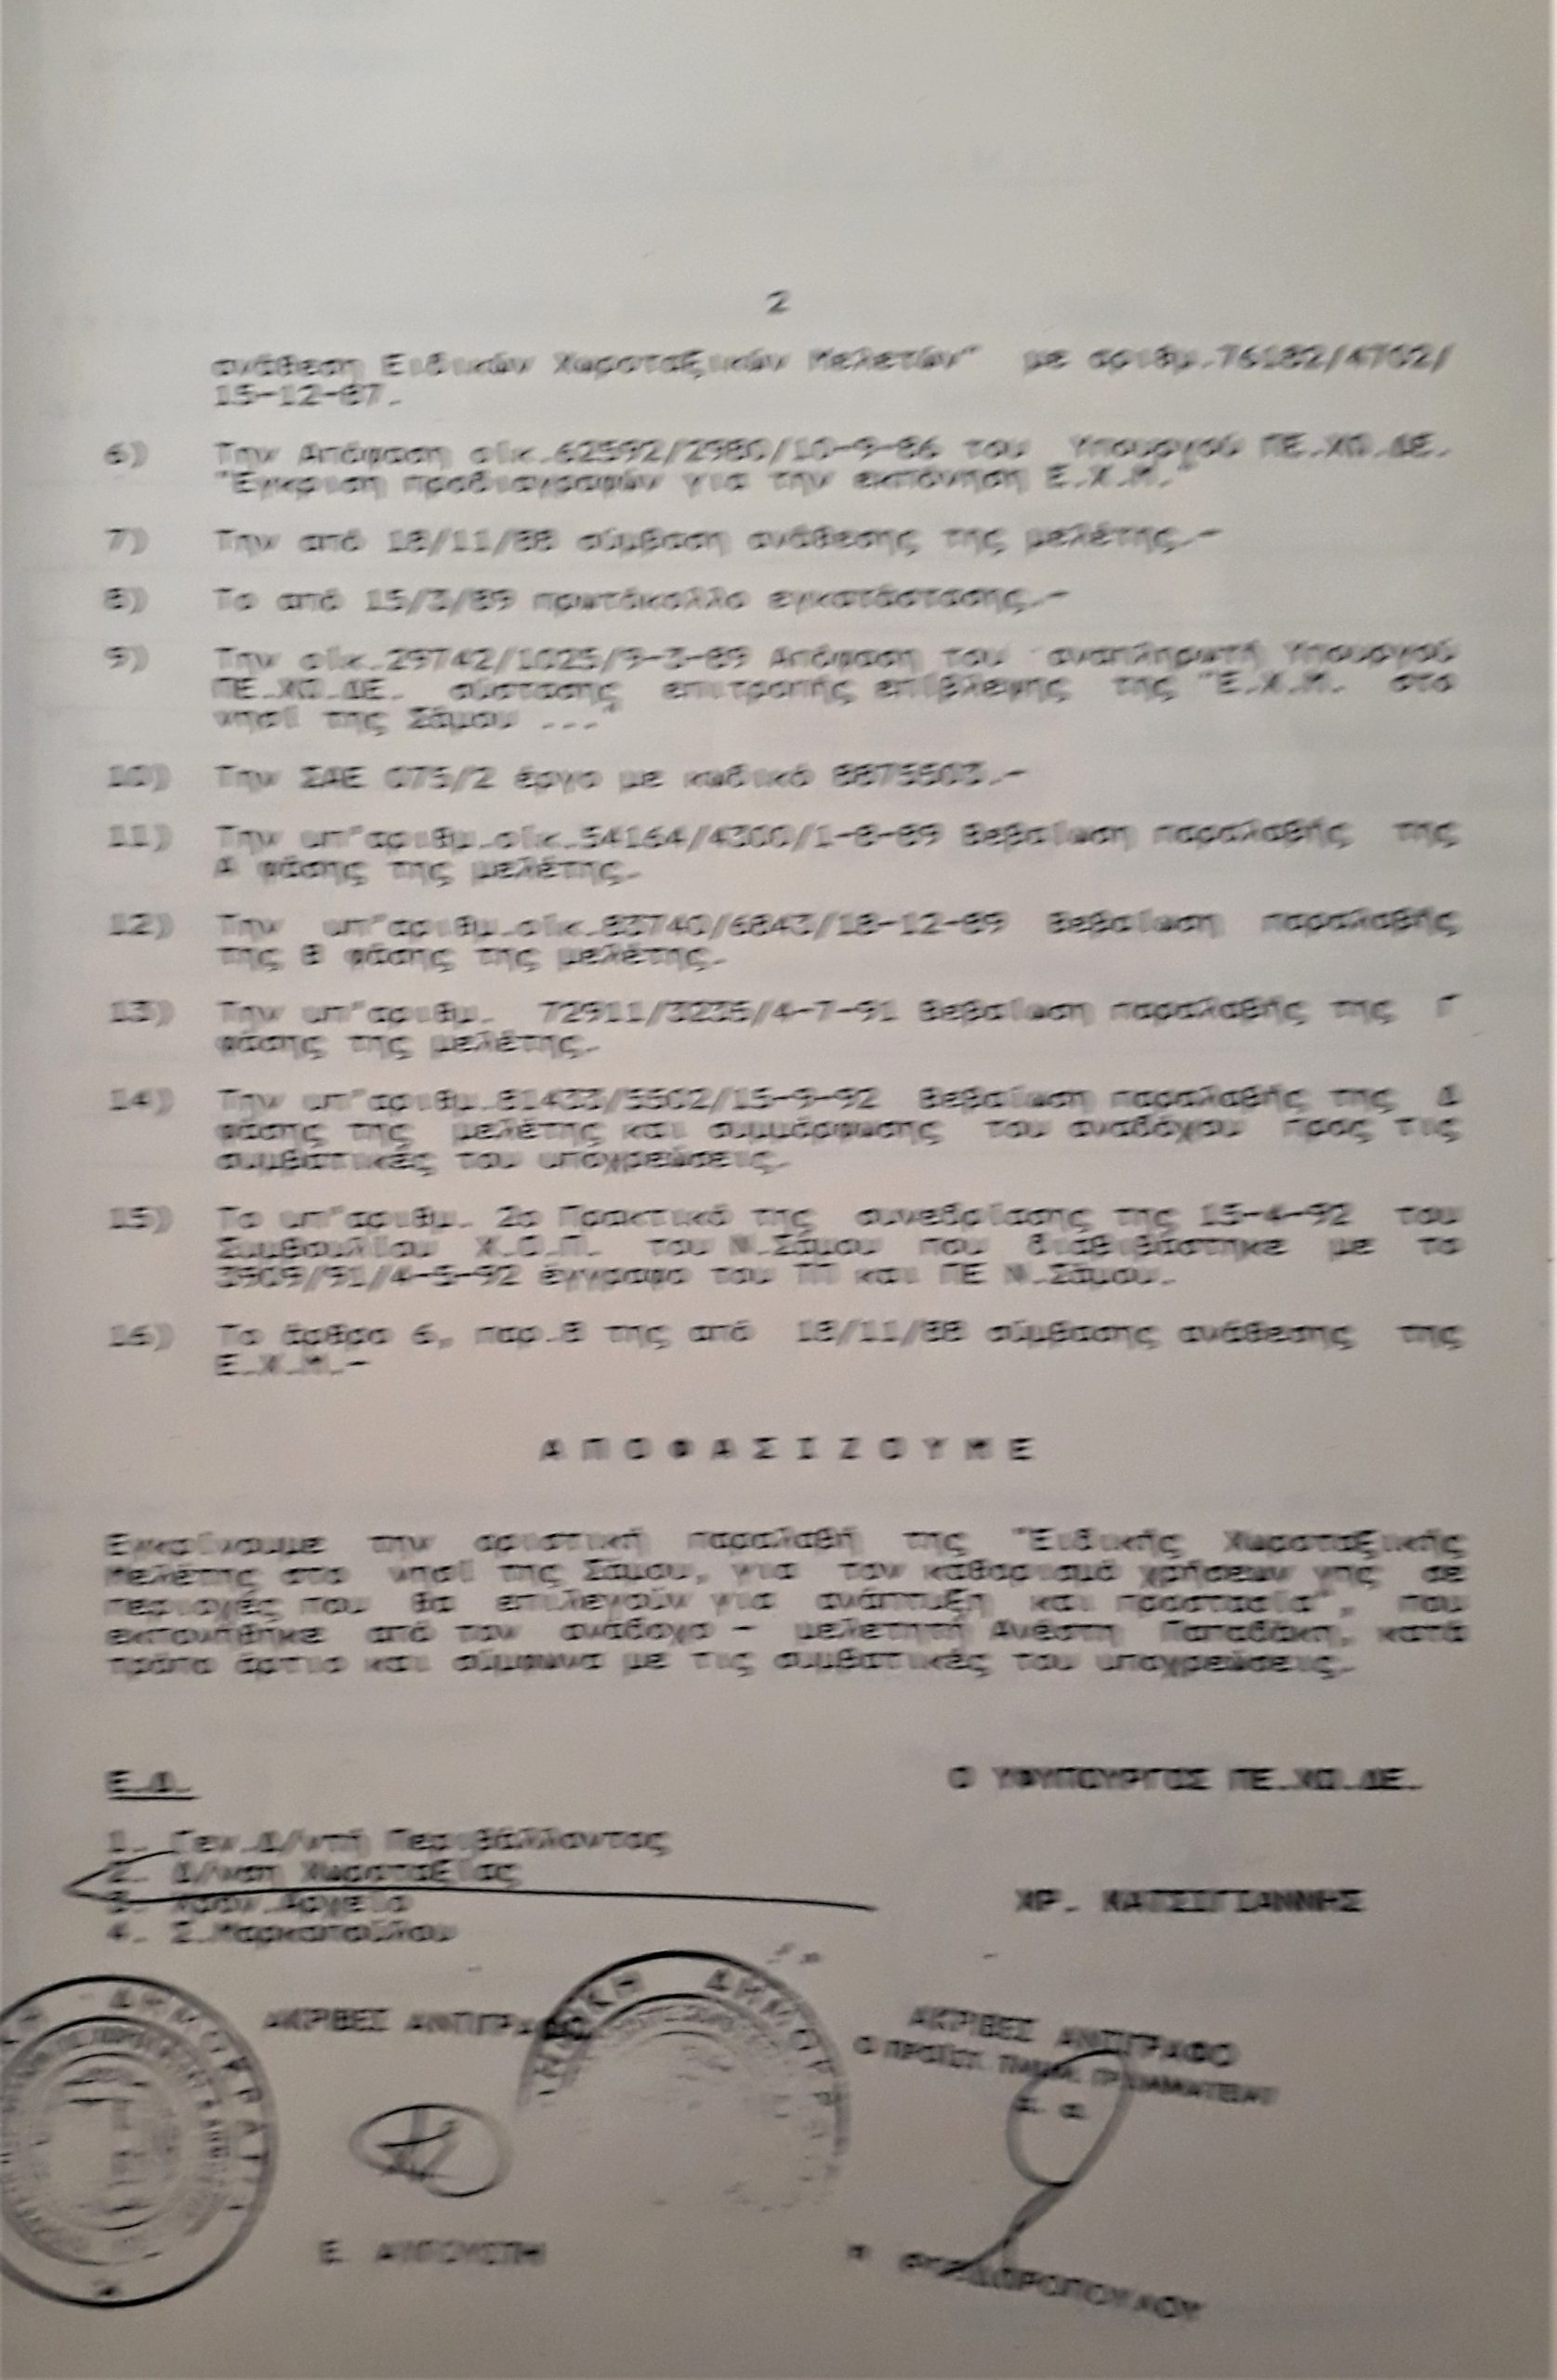 2
ανάθεση Ειδικών Χωροταξικών Μελετών" με αριθμ.76182/4702/
15-12-87.
6) Την Απόφαση οικ.62592/2980/10-9-86 του Υπουργού ΠΕ.ΧΩ.ΔΕ.
"Έγκριση προδιαγραφών για την εκπόνηση Ε.Χ.Μ."
7) Την από 18/11/88 σύμβαση ανάθεσης της μελέτης.-
8) Το από 15/3/89 πρωτόκολλο εγκατάστασης.-
9) Την οικ.29742/1025/9-3-89 Απόφαση του αναπληρωτή Υπουργού
ΠΕ.ΧΩ.ΔΕ. σύστασης επιτροπής επίβλεψης της "Ε.Χ.Μ. στο
νησί της Σάμου ..."
10) Την ΣΑΕ 075/2 έργο με κωδικό 8875503.-
11) Την υπ'αριθμ.οικ.54164/4300/1-8-89 Βεβαίωση παραλαβής της
Α φάσης της μελέτης.
12) Την υπ'αριθμ.οικ.83740/6843/18-12-89 Βεβαίωση παραλαβής
της Β φάσης της μελέτης.
13) Την υπ'αριθμ. 72911/3235/4-7-91 Βεβαίωση παραλαβής της Γ
φάσης της μελέτης.
14) Την υπ'αριθμ.81433/5502/15-9-92 Βεβαίωση παραλαβής της Δ
φάσης της μελέτης και συμμόρφωσης του αναδόχου προς τις
συμβατικές του υποχρεώσεις.
15) Το υπ'αριθμ. 2ο Πρακτικό της συνεδρίασης της 15-4-92 του
Συμβουλίου Χ.Ο.Π. του Ν.Σάμου που διαβιβάστηκε με το
3909/91/4-5-92 έγγραφο του ΤΠ και ΠΕ Ν.Σάμου.
16) Το άρθρο 6, παρ.8 της από 18/11/88 σύμβασης ανάθεσης της
Ε.Χ.Μ.-
Α Π Ο Φ Α Σ Ι Ζ Ο Υ Μ Ε
Εγκρίνουμε την οριστική παραλαβή της "Ειδικής Χωροταξικής
Μελέτης στο νησί της Σάμου, για τον καθορισμό χρήσεων γης σε
περιοχές που θα επιλεγούν για ανάπτυξη και προστασία", που
εκπονήθηκε από τον ανάδοχο - μελετητή Ανέστη Παπαδάκη, κατά
τρόπο άρτιο και σύμφωνα με τις συμβατικές του υποχρεώσεις.
Ε.Δ.
Ο ΥΦΥΠΟΥΡΓΟΣ ΠΕ.ΧΩ.ΔΕ.
1. Γεν.Δ/ντή Περιβάλλοντος
2. Δ/νση Χωροταξίας
3. Χρον.Αρχείο
4. Σ.Μαρκοπούλου
ΧΡ. ΚΑΤΣΙΓΙΑΝΝΗΣ
ΑΚΡΙΒΕΣ ΑΝΤΙΓΡΑΦΟ
ΑΚΡΙΒΕΣ ΑΝΤΙΓΡΑΦΟ
Ο ΠΡΟΪΣΤ. ΓΡΑΜΜΑΤΕΙΑΣ
ΔΗΜΟΚΡΑΤΙ
ΔΗΜΟΚΡ
Ε.